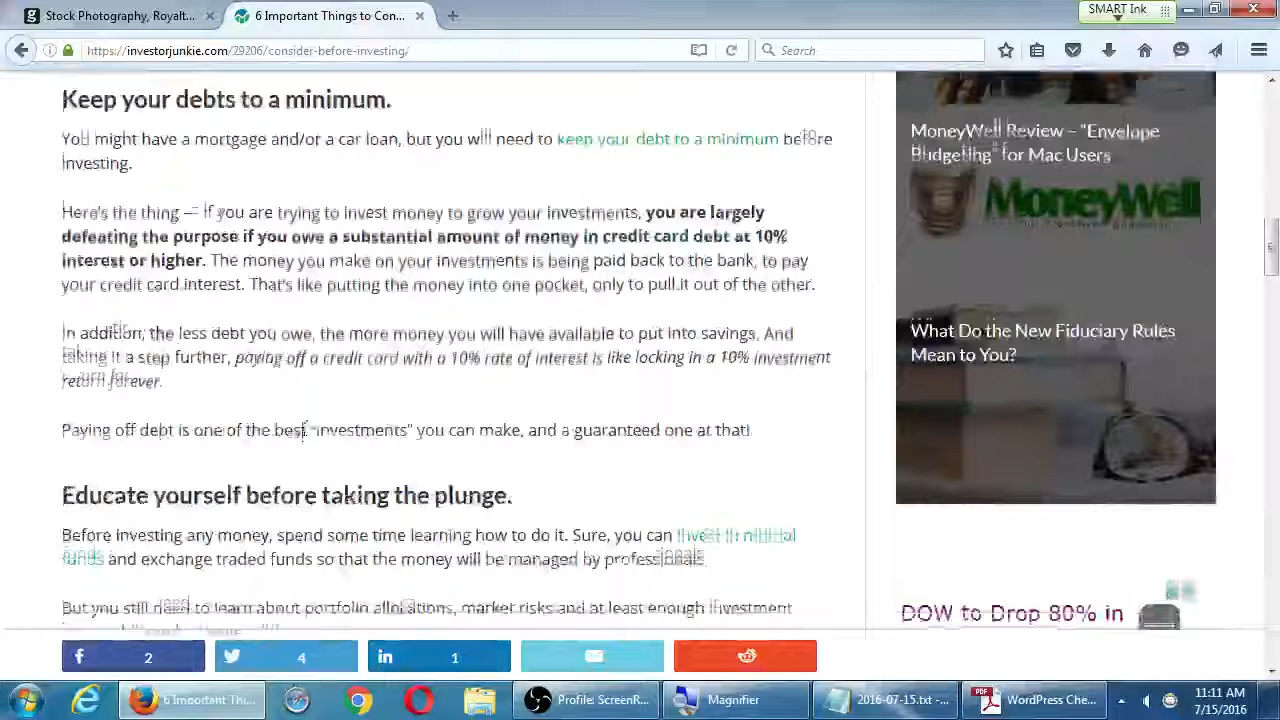 Stock Photography, Royalt...
6 Important Things to Con...
SMART Ink
https://investorjunkie.com/29206/consider-before-investing/
Search
Keep your debts to a minimum.
You might have a mortgage and/or a car loan, but you will need to keep your debt to a minimum before
investing.
Here's the thing — if you are trying to invest money to grow your investments, you are largely
defeating the purpose if you owe a substantial amount of money in credit card debt at 10%
interest or higher. The money you make on your investments is being paid back to the bank, to pay
your credit card interest. That's like putting the money into one pocket, only to pull it out of the other.
In addition, the less debt you owe, the more money you will have available to put into savings. And
taking it a step further, paying off a credit card with a 10% rate of interest is like locking in a 10% investment
return forever.
Paying off debt is one of the best "investments" you can make, and a guaranteed one at that!
Educate yourself before taking the plunge.
Before investing any money, spend some time learning how to do it. Sure, you can invest in mutual
funds and exchange traded funds so that the money will be managed by professionals.
But you still need to learn about portfolio allocations, market risks and at least enough investment
MoneyWell Review – "Envelope
Budgeting" for Mac Users
MoneyWell
What Do the New Fiduciary Rules
Mean to You?
DOW to Drop 80% in
2
4
in 1
6 Important Thi...
Profile: ScreenR...
Magnifier
2016-07-15.txt -...
WordPress Che...
11:11 AM
7/15/2016